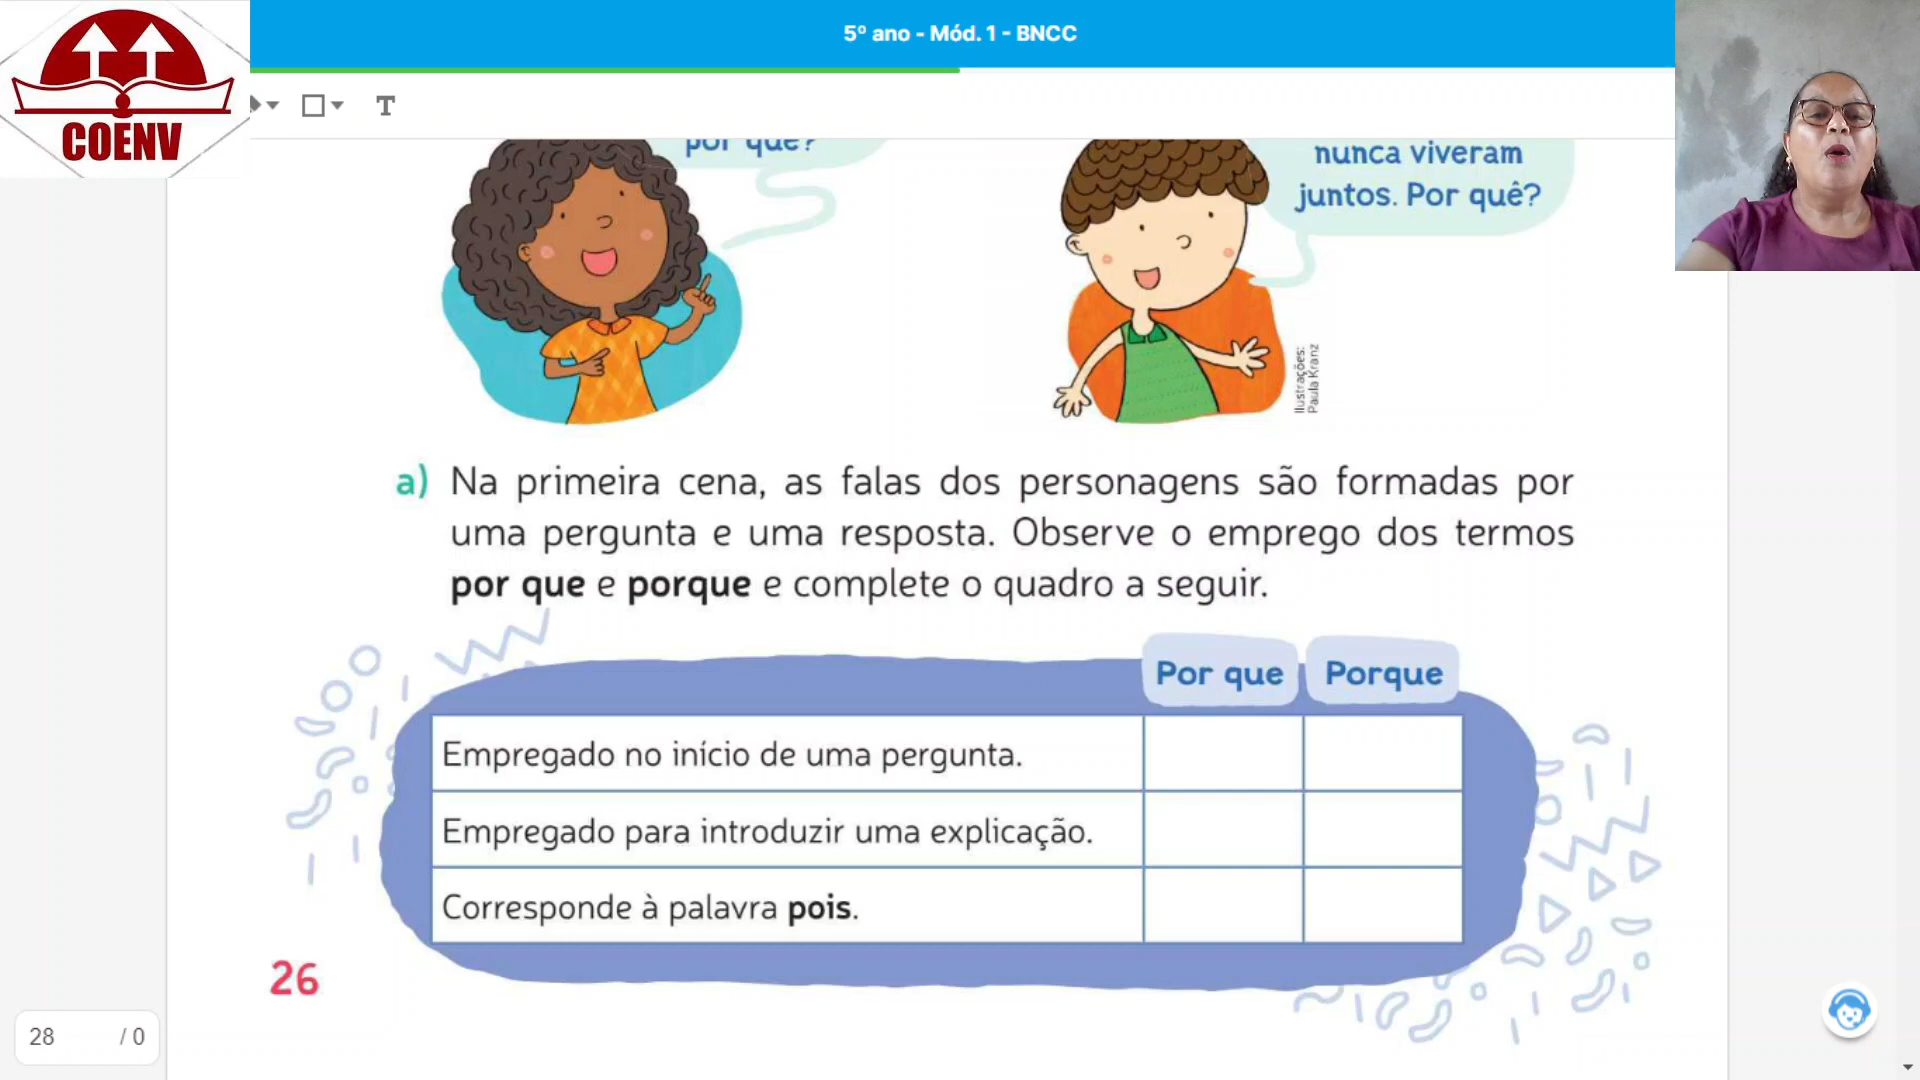 5º ano - Mód. 1 - BNCC
COENV
T
por que?
nunca viveram
juntos. Por quê?
Ilustrações:
Paula Kranz
a) Na primeira cena, as falas dos personagens são formadas por
uma pergunta e uma resposta. Observe o emprego dos termos
por que e porque e complete o quadro a seguir.
Por que Porque
Empregado no início de uma pergunta.
Empregado para introduzir uma explicação.
Corresponde à palavra pois.
26
28 / 0